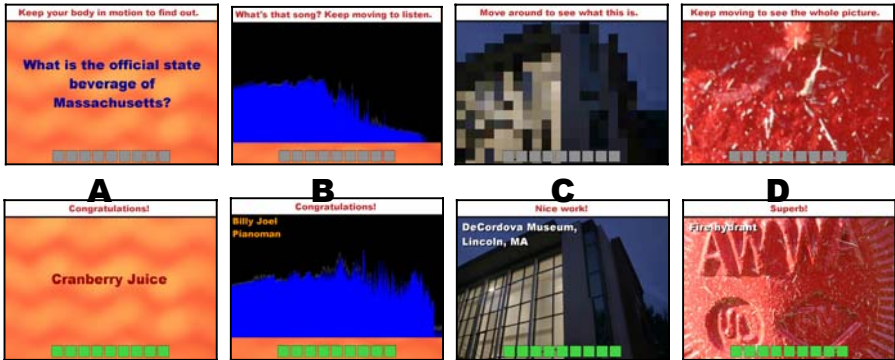 Keep your body in motion to find out.
What is the official state
beverage of
Massachusetts?
What's that song? Keep moving to listen.
Move around to see what this is.
Keep moving to see the whole picture.
A
B
C
D
Congratulations!
Cranberry Juice
Congratulations!
Billy Joel
Pianoman
Nice work!
DeCordova Museum,
Lincoln, MA
Superb!
Fire hydrant
AWWA
UL